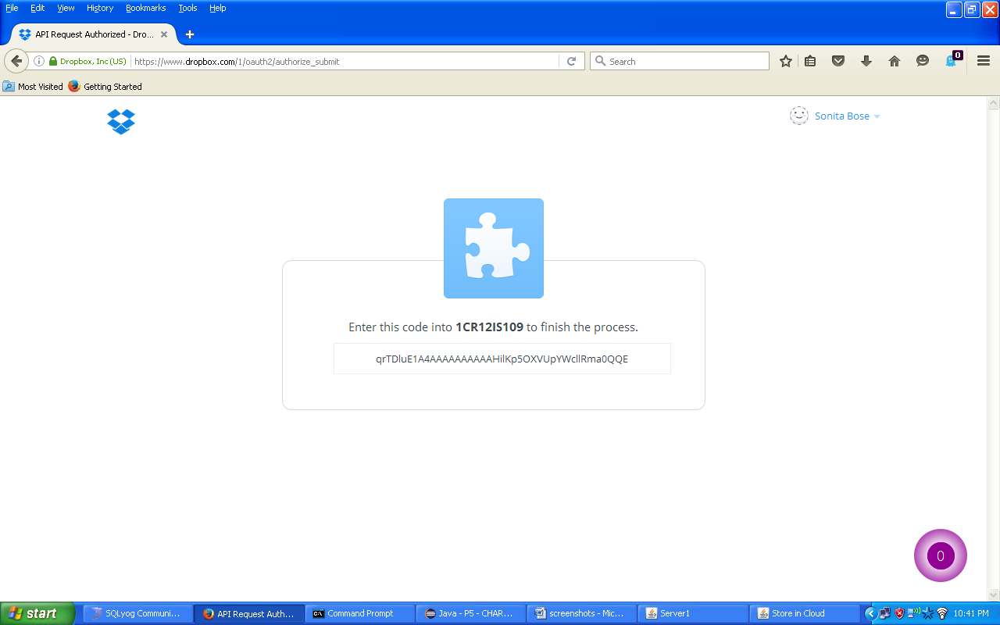 File Edit View History Bookmarks Tools Help
API Request Authorized - Dro...
Dropbox, Inc (US) https://www.dropbox.com/1/oauth2/authorize_submit Search 0
Most Visited Getting Started
Sonita Bose
Enter this code into 1CR12IS109 to finish the process.
qrTDluE1A4AAAAAAAAAAHilKp5OXVUpYWcllRma0QQE
0
start SQLyog Communi... API Request Auth... Command Prompt Java - P5 - CHAR... screenshots - Mic... Server1 Store in Cloud 10:41 PM